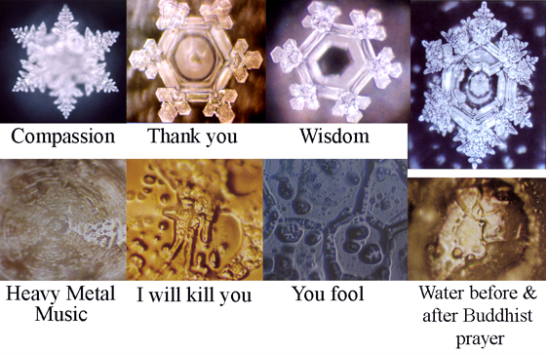 Compassion
Thank you
Wisdom
Heavy Metal
Music
I will kill you
You fool
Water before &
after Buddhist
prayer